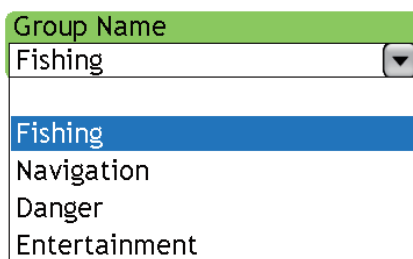 Group Name
Fishing
Fishing
Navigation
Danger
Entertainment